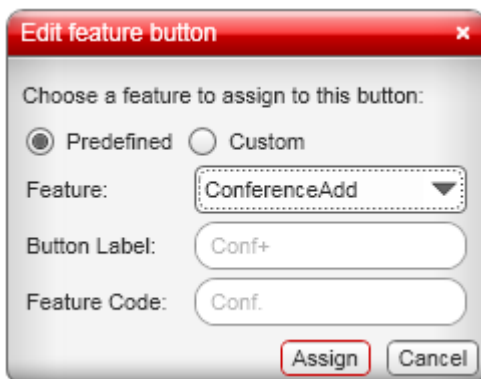 Edit feature button ×
Choose a feature to assign to this button:
Predefined Custom
Feature: ConferenceAdd
Button Label: Conf+
Feature Code: Conf.
Assign Cancel